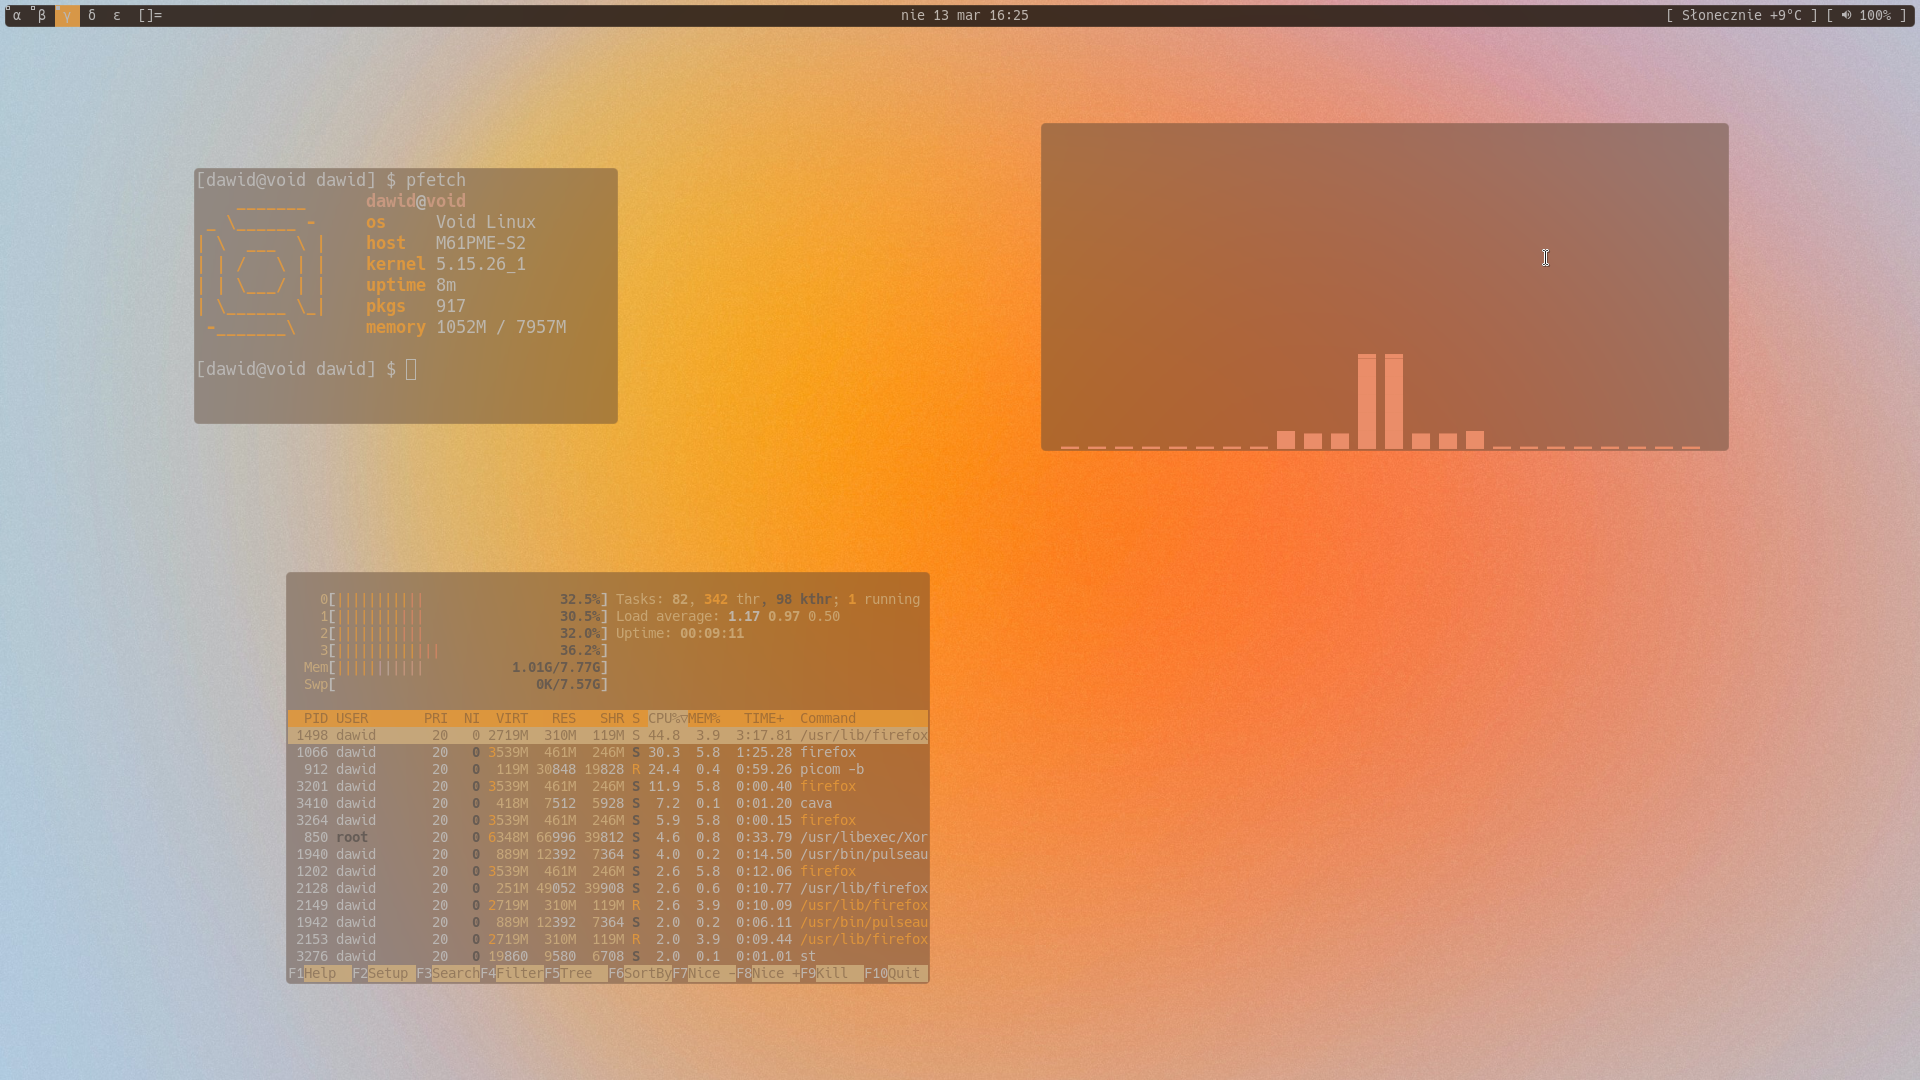 α β γ δ ε []= nie 13 mar 16:25 [ Słonecznie +9°C ] [ 100% ]
[dawid@void dawid] $ pfetch
dawid@void
os Void Linux
host M61PME-S2
kernel 5.15.26_1
uptime 8m
pkgs 917
memory 1052M / 7957M
[dawid@void dawid] $
0[||||||||||| 32.5%] Tasks: 82, 342 thr, 98 kthr; 1 running
1[||||||||||| 30.5%] Load average: 1.17 0.97 0.50
2[||||||||||| 32.0%] Uptime: 00:09:11
3[||||||||||||| 36.2%]
Mem[||||||||||| 1.01G/7.77G]
Swp[ 0K/7.57G]
PID USER PRI NI VIRT RES SHR S CPU%▽MEM% TIME+ Command
1498 dawid 20 0 2719M 310M 119M S 44.8 3.9 3:17.81 /usr/lib/firefox
1066 dawid 20 0 3539M 461M 246M S 30.3 5.8 1:25.28 firefox
912 dawid 20 0 119M 30848 19828 R 24.4 0.4 0:59.26 picom -b
3201 dawid 20 0 3539M 461M 246M S 11.9 5.8 0:00.40 firefox
3410 dawid 20 0 418M 7512 5928 S 7.2 0.1 0:01.20 cava
3264 dawid 20 0 3539M 461M 246M S 5.9 5.8 0:00.15 firefox
850 root 20 0 6348M 66996 39812 S 4.6 0.8 0:33.79 /usr/libexec/Xor
1940 dawid 20 0 889M 12392 7364 S 4.0 0.2 0:14.50 /usr/bin/pulseau
1202 dawid 20 0 3539M 461M 246M S 2.6 5.8 0:12.06 firefox
2128 dawid 20 0 251M 49052 39908 S 2.6 0.6 0:10.77 /usr/lib/firefox
2149 dawid 20 0 2719M 310M 119M R 2.6 3.9 0:10.09 /usr/lib/firefox
1942 dawid 20 0 889M 12392 7364 S 2.0 0.2 0:06.11 /usr/bin/pulseau
2153 dawid 20 0 2719M 310M 119M R 2.0 3.9 0:09.44 /usr/lib/firefox
3276 dawid 20 0 19860 9580 6708 S 2.0 0.1 0:01.01 st
F1Help F2Setup F3SearchF4FilterF5Tree F6SortByF7Nice -F8Nice +F9Kill F10Quit